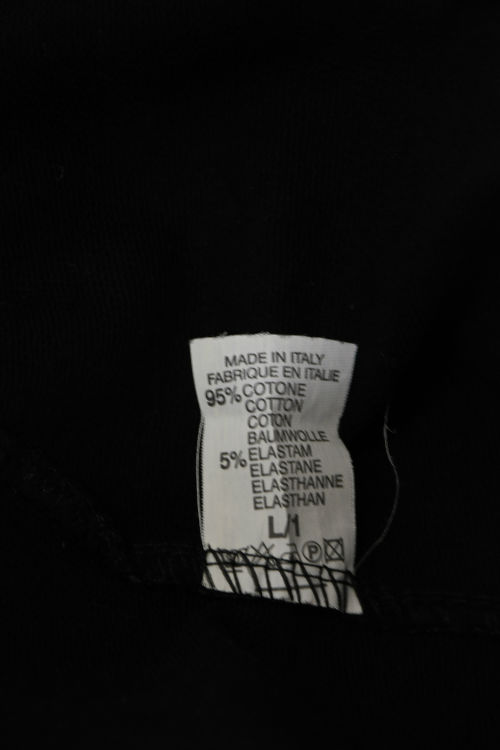 MADE IN ITALY
FABRIQUE EN ITALIE
95% COTONE
COTTON
COTON
BAUMWOLLE
5% ELASTAM
ELASTANE
ELASTHANNE
ELASTHAN
L/1
P